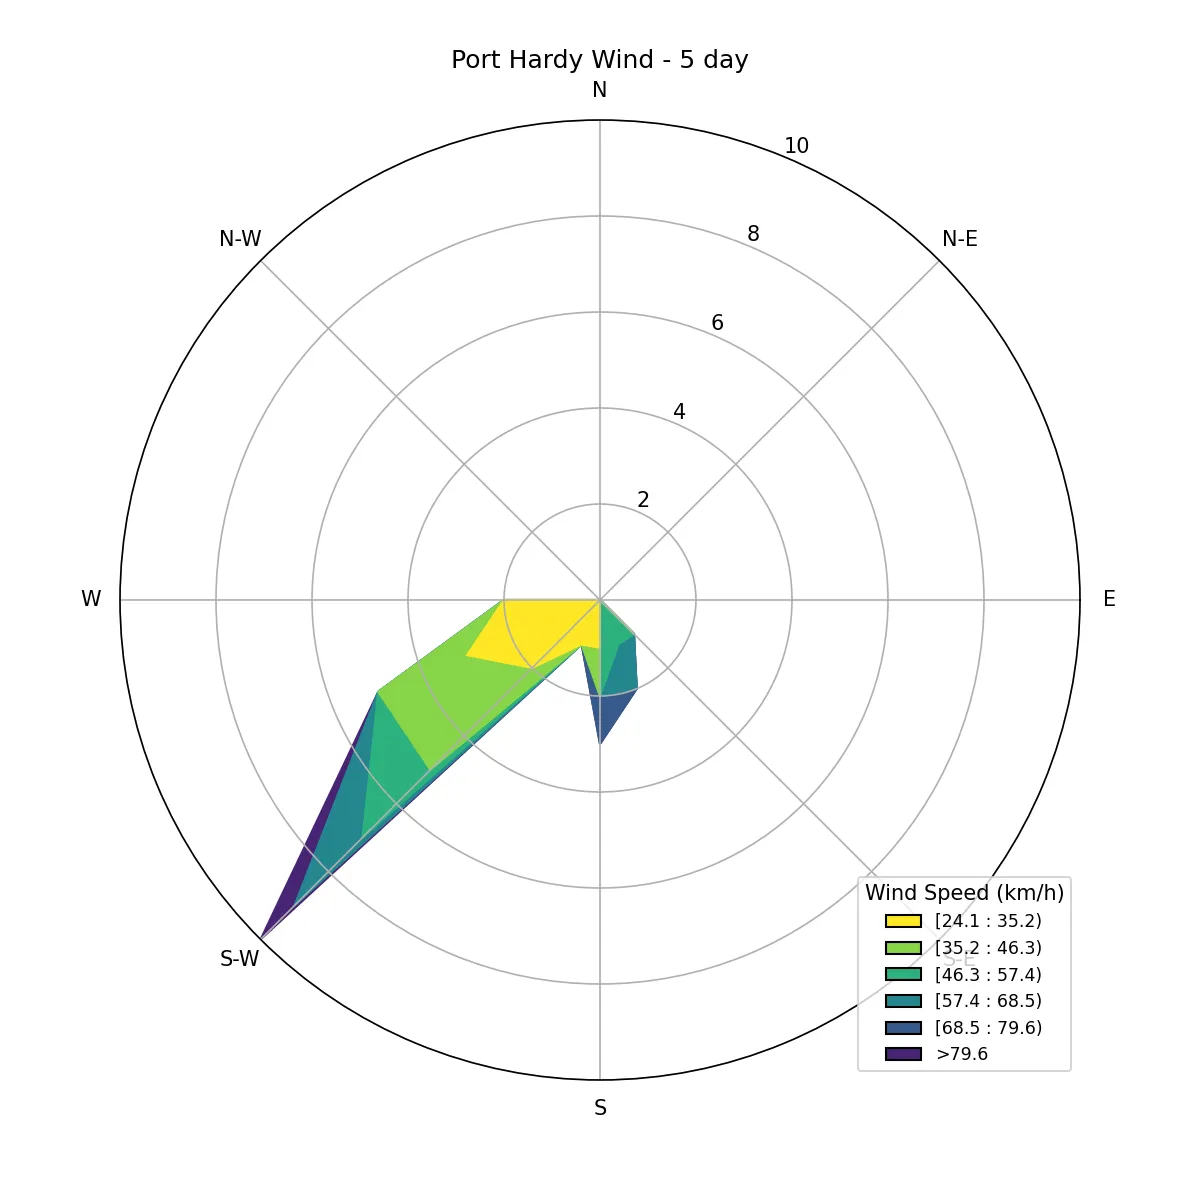 Port Hardy Wind - 5 day
N
10
N-W
8
N-E
6
4
2
W
E
S-W
S-E
S
Wind Speed (km/h)
[24.1 : 35.2)
[35.2 : 46.3)
[46.3 : 57.4)
[57.4 : 68.5)
[68.5 : 79.6)
>79.6